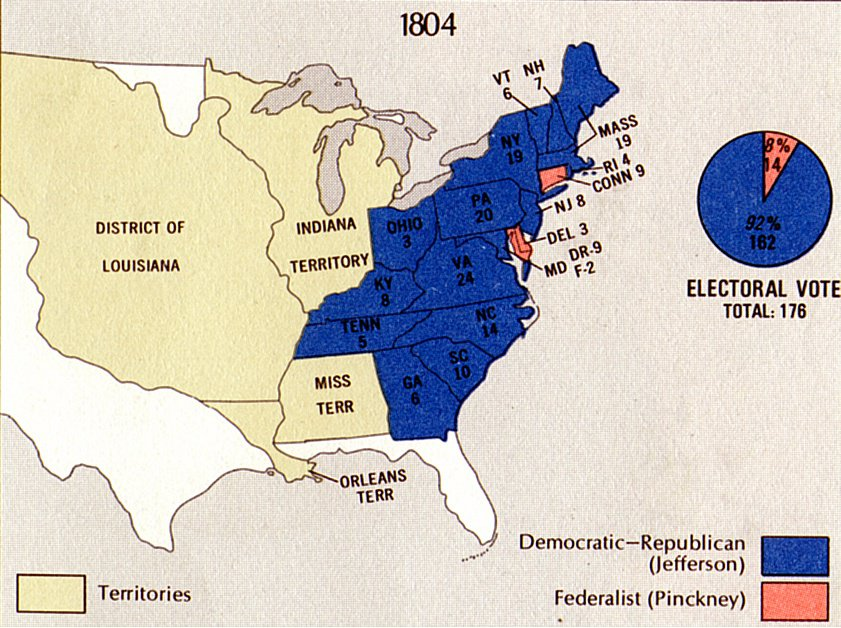 1804
VT
6
NH
7
MASS
19
NY
19
RI 4
CONN 9
8%
14
92%
162
ELECTORAL VOTE
TOTAL: 176
PA
20
NJ 8
DEL 3
MD DR-9
F-2
OHIO
3
VA
24
KY
8
TENN
5
NC
14
SC
10
GA
6
DISTRICT OF
LOUISIANA
INDIANA
TERRITORY
MISS
TERR
ORLEANS
TERR
Democratic–Republican
(Jefferson)
Federalist (Pinckney)
Territories